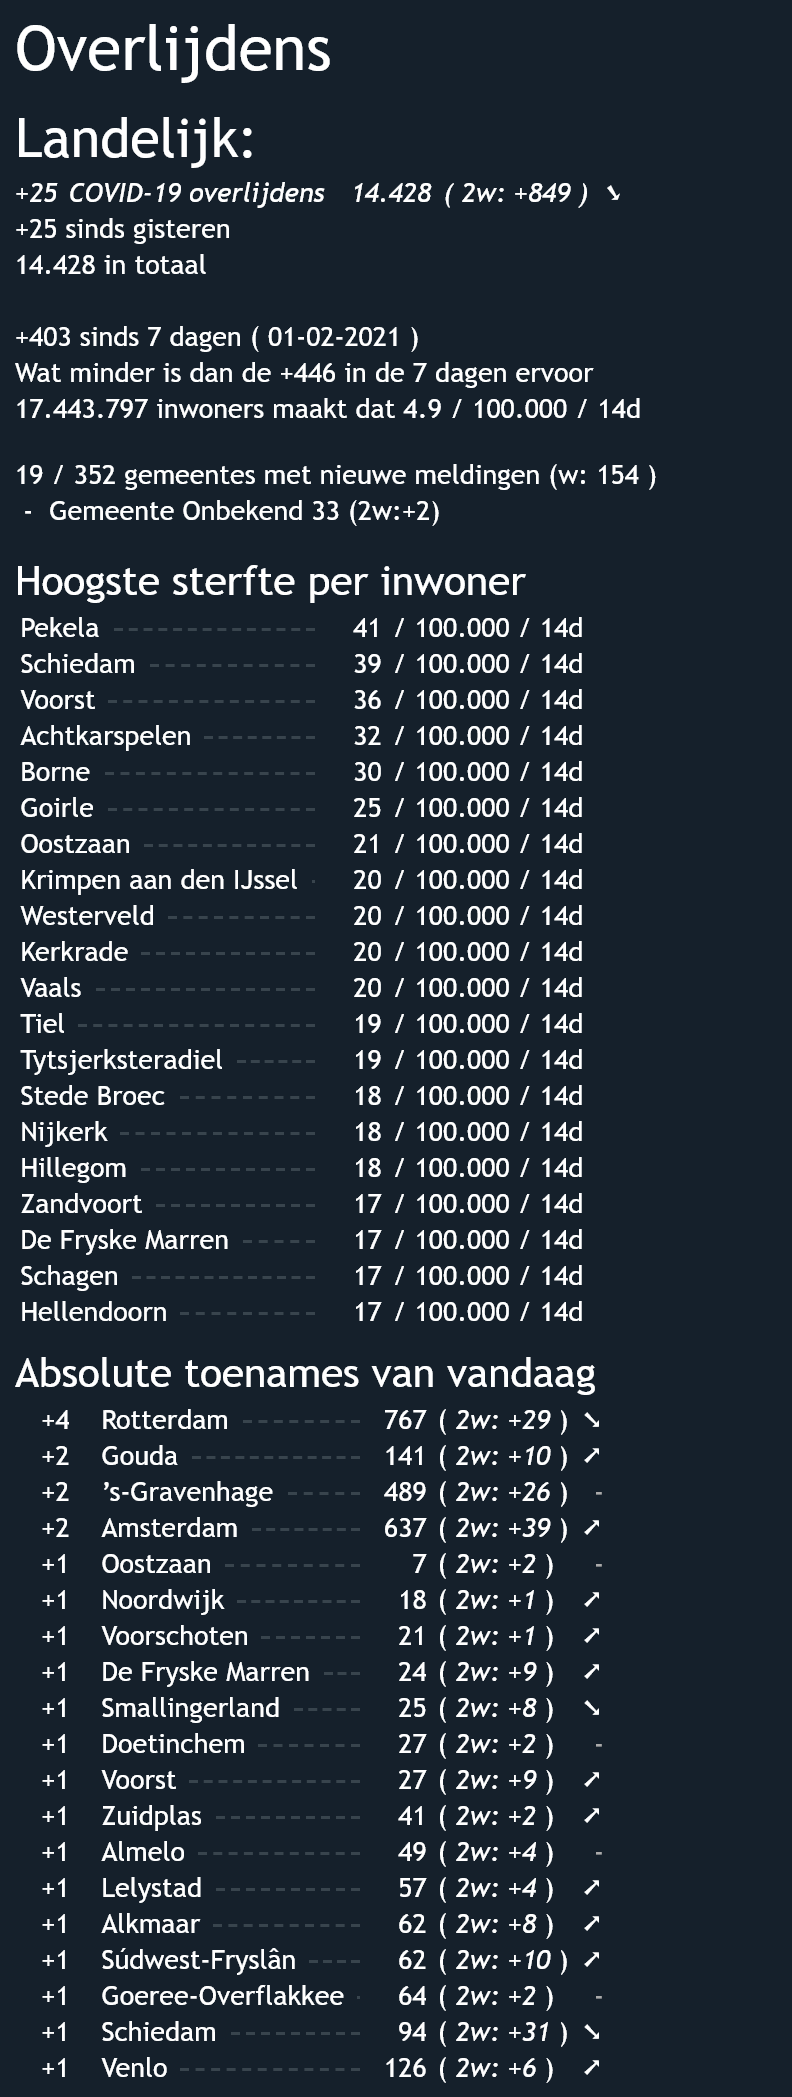 Overlijdens
Landelijk:
+25 COVID-19 overlijdens 14.428 ( 2w: +849 ) ➘
+25 sinds gisteren
14.428 in totaal
+403 sinds 7 dagen ( 01-02-2021 )
Wat minder is dan de +446 in de 7 dagen ervoor
17.443.797 inwoners maakt dat 4.9 / 100.000 / 14d
19 / 352 gemeentes met nieuwe meldingen (w: 154 )
- Gemeente Onbekend 33 (2w:+2)
Hoogste sterfte per inwoner
Pekela -------------- 41 / 100.000 / 14d
Schiedam ------------ 39 / 100.000 / 14d
Voorst --------------- 36 / 100.000 / 14d
Achtkarspelen -------- 32 / 100.000 / 14d
Borne --------------- 30 / 100.000 / 14d
Goirle --------------- 25 / 100.000 / 14d
Oostzaan ------------ 21 / 100.000 / 14d
Krimpen aan den IJssel - 20 / 100.000 / 14d
Westerveld ---------- 20 / 100.000 / 14d
Kerkrade ------------ 20 / 100.000 / 14d
Vaals --------------- 20 / 100.000 / 14d
Tiel ----------------- 19 / 100.000 / 14d
Tytsjerksteradiel ------ 19 / 100.000 / 14d
Stede Broec ---------- 18 / 100.000 / 14d
Nijkerk -------------- 18 / 100.000 / 14d
Hillegom ------------ 18 / 100.000 / 14d
Zandvoort ----------- 17 / 100.000 / 14d
De Fryske Marren ----- 17 / 100.000 / 14d
Schagen ------------- 17 / 100.000 / 14d
Hellendoorn ---------- 17 / 100.000 / 14d
Absolute toenames van vandaag
+4 Rotterdam -------- 767 ( 2w: +29 ) ➘
+2 Gouda ------------ 141 ( 2w: +10 ) ➚
+2 ’s-Gravenhage ----- 489 ( 2w: +26 ) -
+2 Amsterdam -------- 637 ( 2w: +39 ) ➚
+1 Oostzaan ---------- 7 ( 2w: +2 ) -
+1 Noordwijk --------- 18 ( 2w: +1 ) ➚
+1 Voorschoten ------- 21 ( 2w: +1 ) ➚
+1 De Fryske Marren --- 24 ( 2w: +9 ) ➚
+1 Smallingerland ----- 25 ( 2w: +8 ) ➘
+1 Doetinchem ------- 27 ( 2w: +2 ) -
+1 Voorst ------------ 27 ( 2w: +9 ) ➚
+1 Zuidplas ---------- 41 ( 2w: +2 ) ➚
+1 Almelo ----------- 49 ( 2w: +4 ) -
+1 Lelystad ---------- 57 ( 2w: +4 ) ➚
+1 Alkmaar ---------- 62 ( 2w: +8 ) ➚
+1 Súdwest-Fryslân ---- 62 ( 2w: +10 ) ➚
+1 Goeree-Overflakkee - 64 ( 2w: +2 ) -
+1 Schiedam --------- 94 ( 2w: +31 ) ➘
+1 Venlo ------------- 126 ( 2w: +6 ) ➚